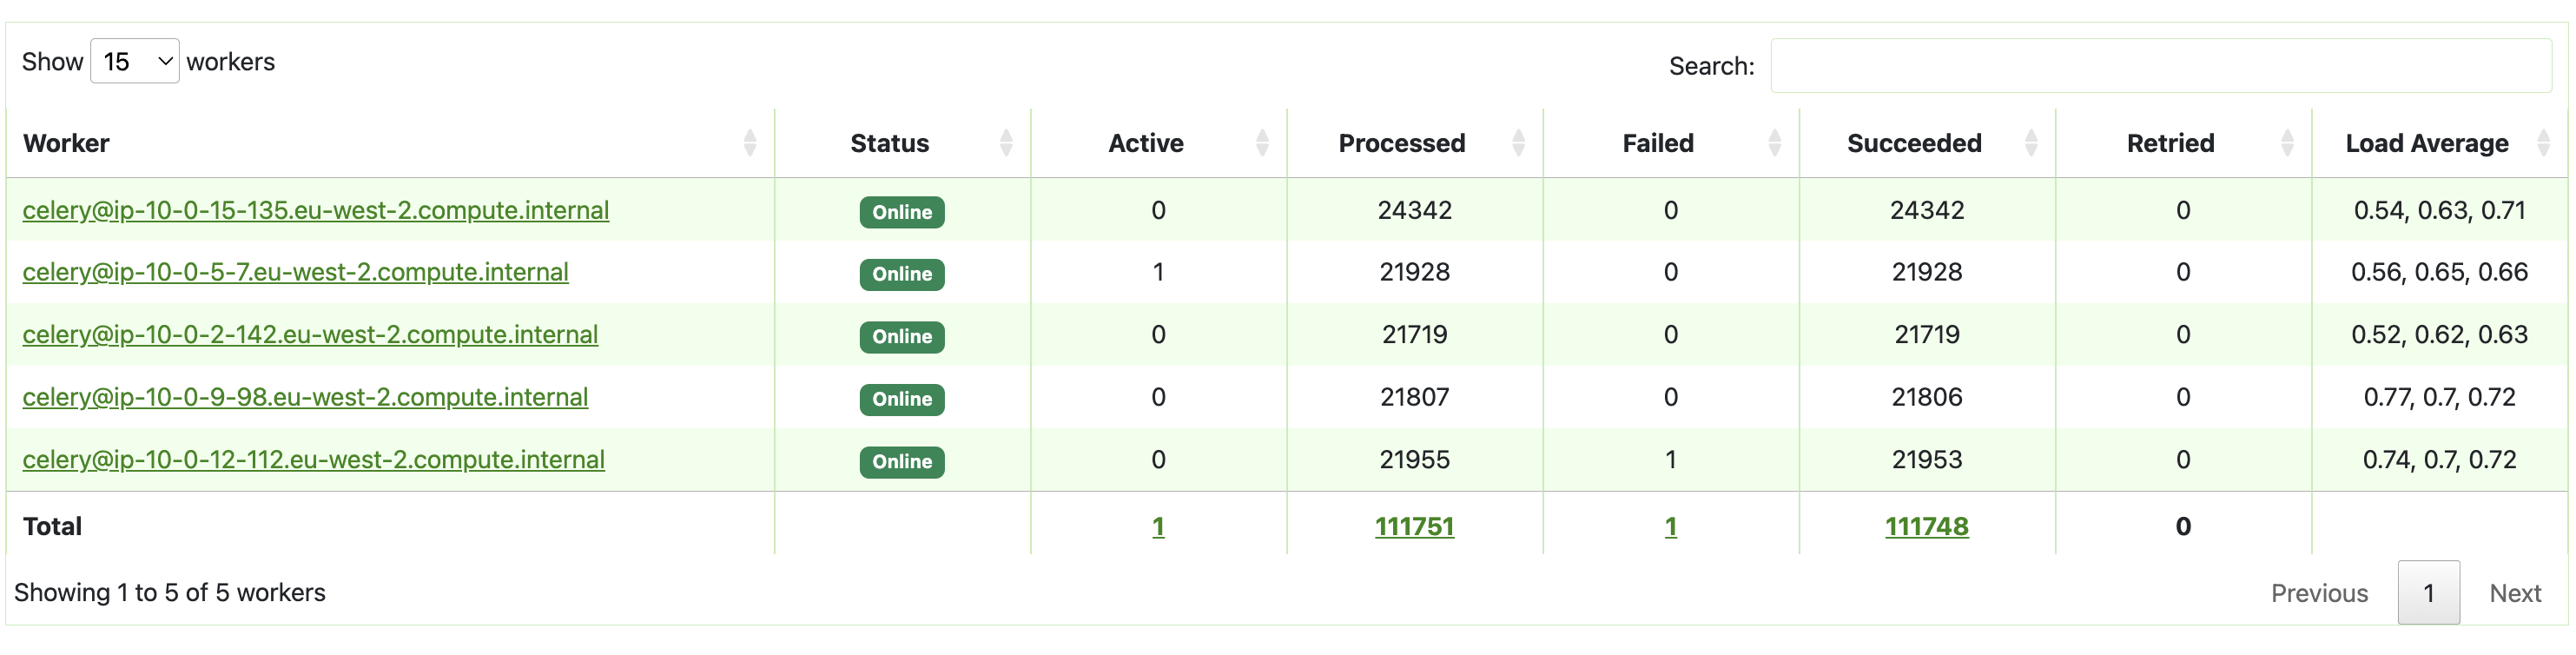 Show 15 workers Search:
Worker Status Active Processed Failed Succeeded Retried Load Average
celery@ip-10-0-15-135.eu-west-2.compute.internal Online 0 24342 0 24342 0 0.54, 0.63, 0.71
celery@ip-10-0-5-7.eu-west-2.compute.internal Online 1 21928 0 21928 0 0.56, 0.65, 0.66
celery@ip-10-0-2-142.eu-west-2.compute.internal Online 0 21719 0 21719 0 0.52, 0.62, 0.63
celery@ip-10-0-9-98.eu-west-2.compute.internal Online 0 21807 0 21806 0 0.77, 0.7, 0.72
celery@ip-10-0-12-112.eu-west-2.compute.internal Online 0 21955 1 21953 0 0.74, 0.7, 0.72
Total 1 111751 1 111748 0
Showing 1 to 5 of 5 workers Previous 1 Next